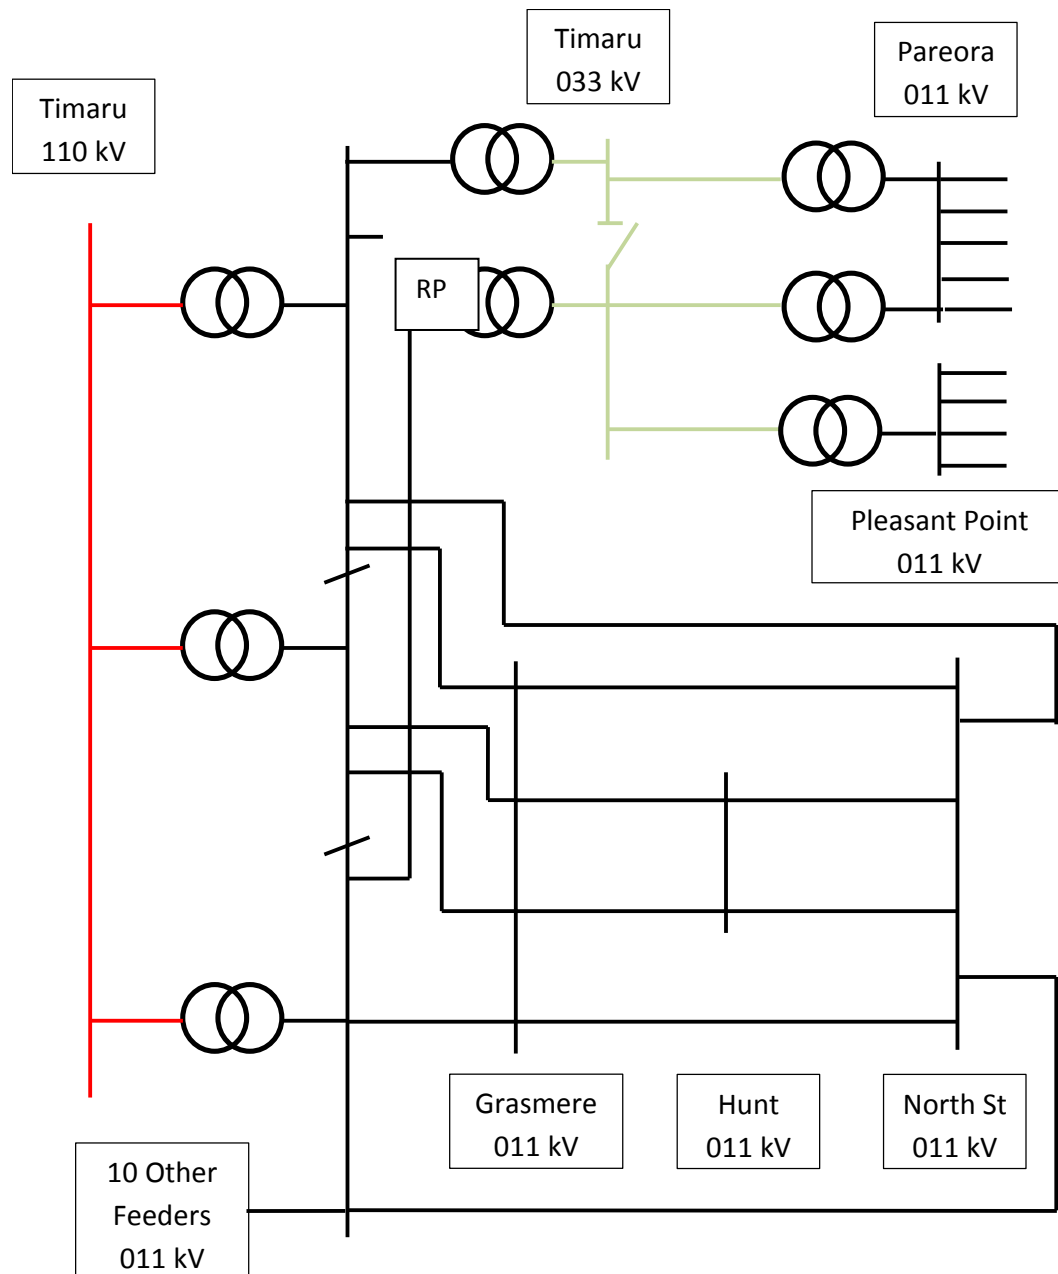 Timaru
033 kV
Pareora
011 kV
Timaru
110 kV
RP
Pleasant Point
011 kV
Grasmere
011 kV
Hunt
011 kV
North St
011 kV
10 Other
Feeders
011 kV